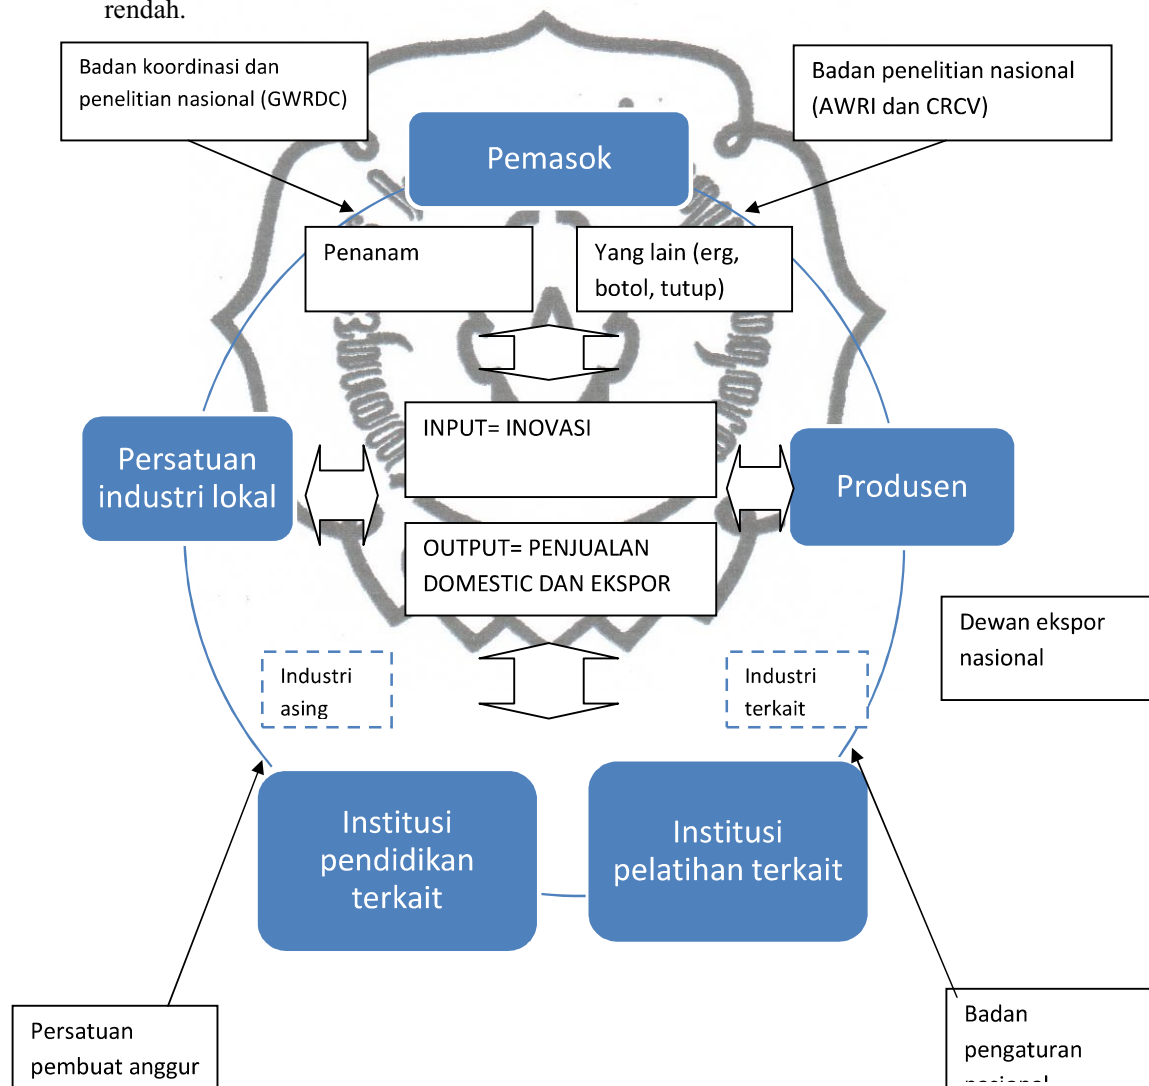 rendah.
Badan koordinasi dan
penelitian nasional (GWRDC)
Badan penelitian nasional
(AWRI dan CRCV)
Pemasok
Penanam
Yang lain (erg,
botol, tutup)
INPUT= INOVASI
Persatuan
industri lokal
Produsen
OUTPUT= PENJUALAN
DOMESTIC DAN EKSPOR
Dewan ekspor
nasional
Industri
asing
Industri
terkait
Institusi
pendidikan
terkait
Institusi
pelatihan terkait
Persatuan
pembuat anggur
Badan
pengaturan
nasional